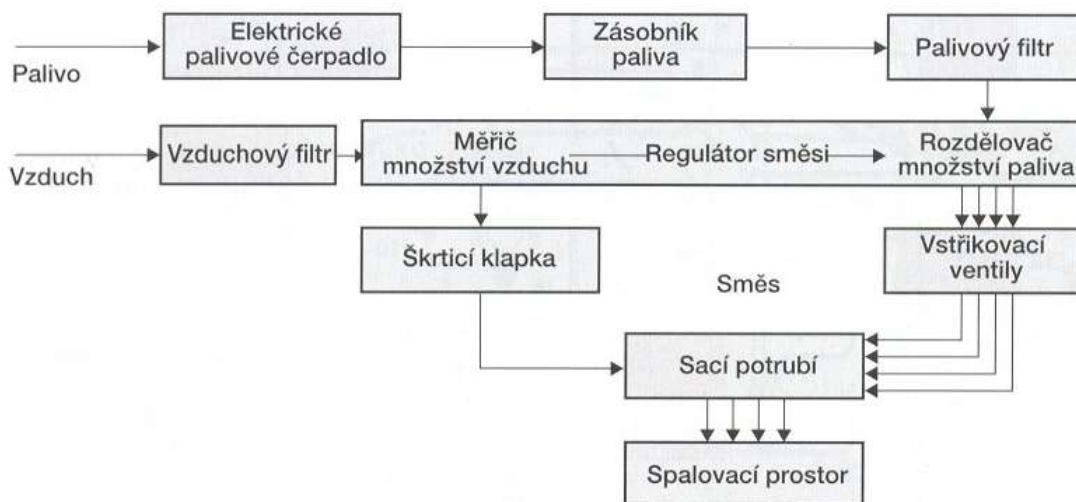 Elektrické
palivové čerpadlo
Zásobník
paliva
Palivový filtr
Palivo
Vzduchový filtr
Měřič
množství vzduchu
Regulátor směsi
Rozdělovač
množství paliva
Vzduch
Škrticí klapka
Vstřikovací
ventily
Směs
Sací potrubí
Spalovací prostor